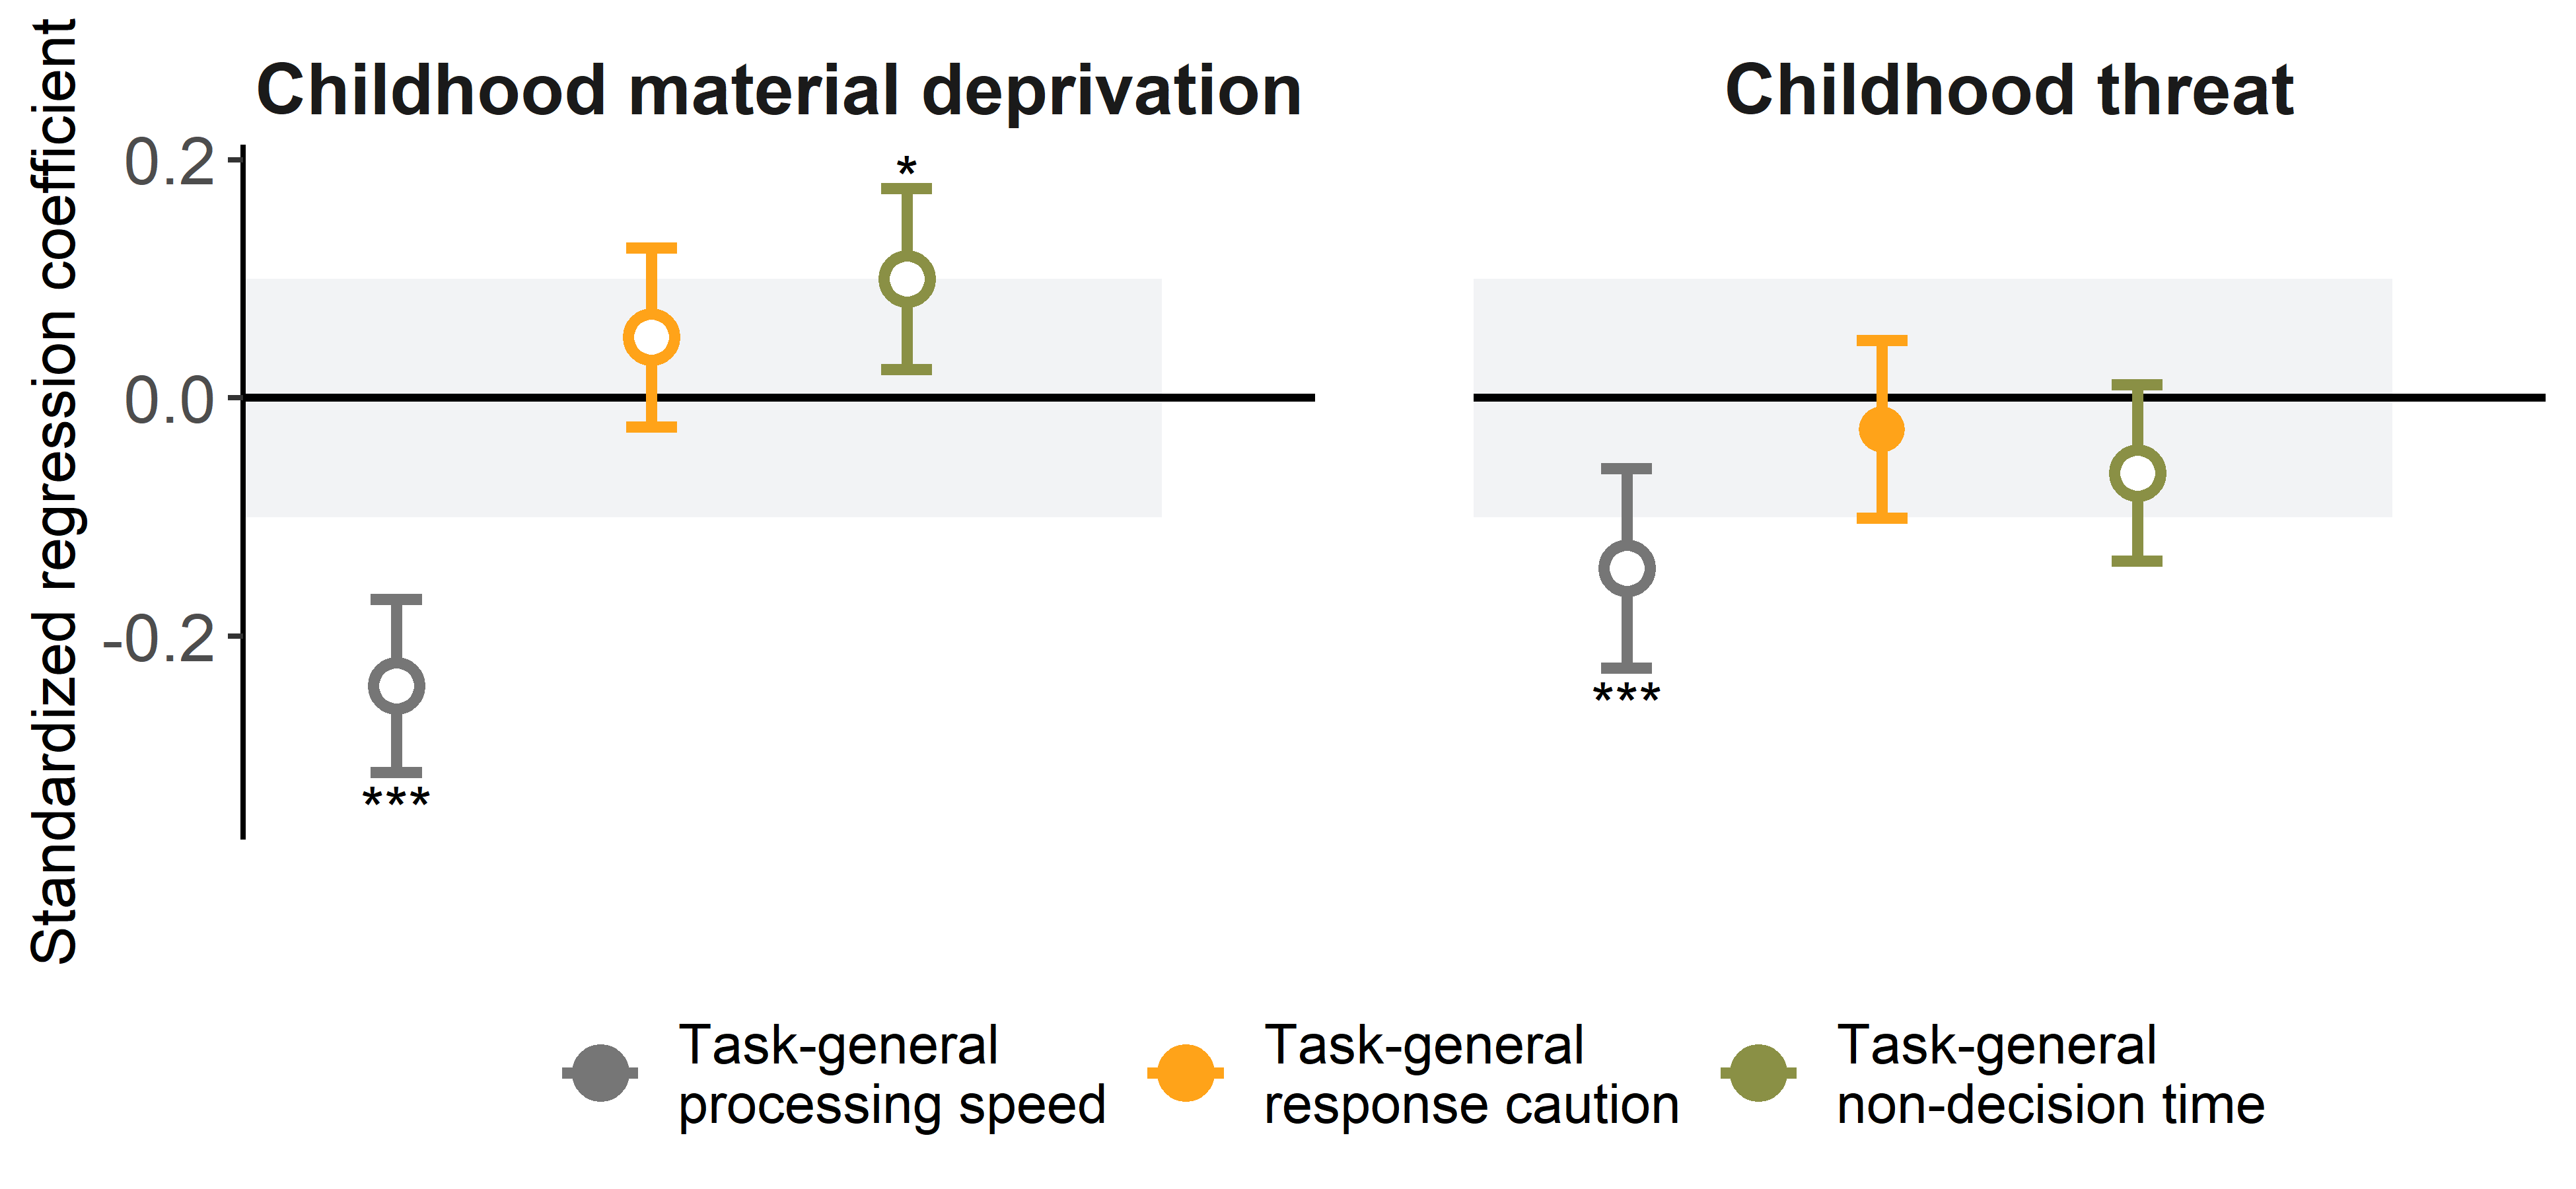 Standardized regression coefficient
Childhood material deprivation
Childhood threat
0.2
0.0
-0.2
*
***
***
Task-general
processing speed
Task-general
response caution
Task-general
non-decision time